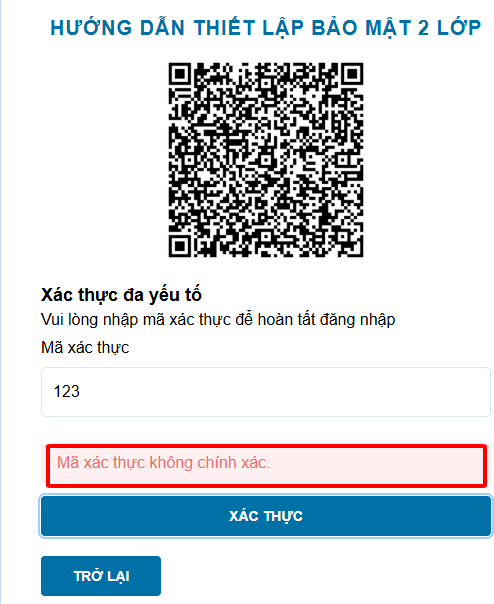 HƯỚNG DẪN THIẾT LẬP BẢO MẬT 2 LỚP
Xác thực đa yếu tố
Vui lòng nhập mã xác thực để hoàn tất đăng nhập
Mã xác thực
123
Mã xác thực không chính xác.
XÁC THỰC
TRỞ LẠI